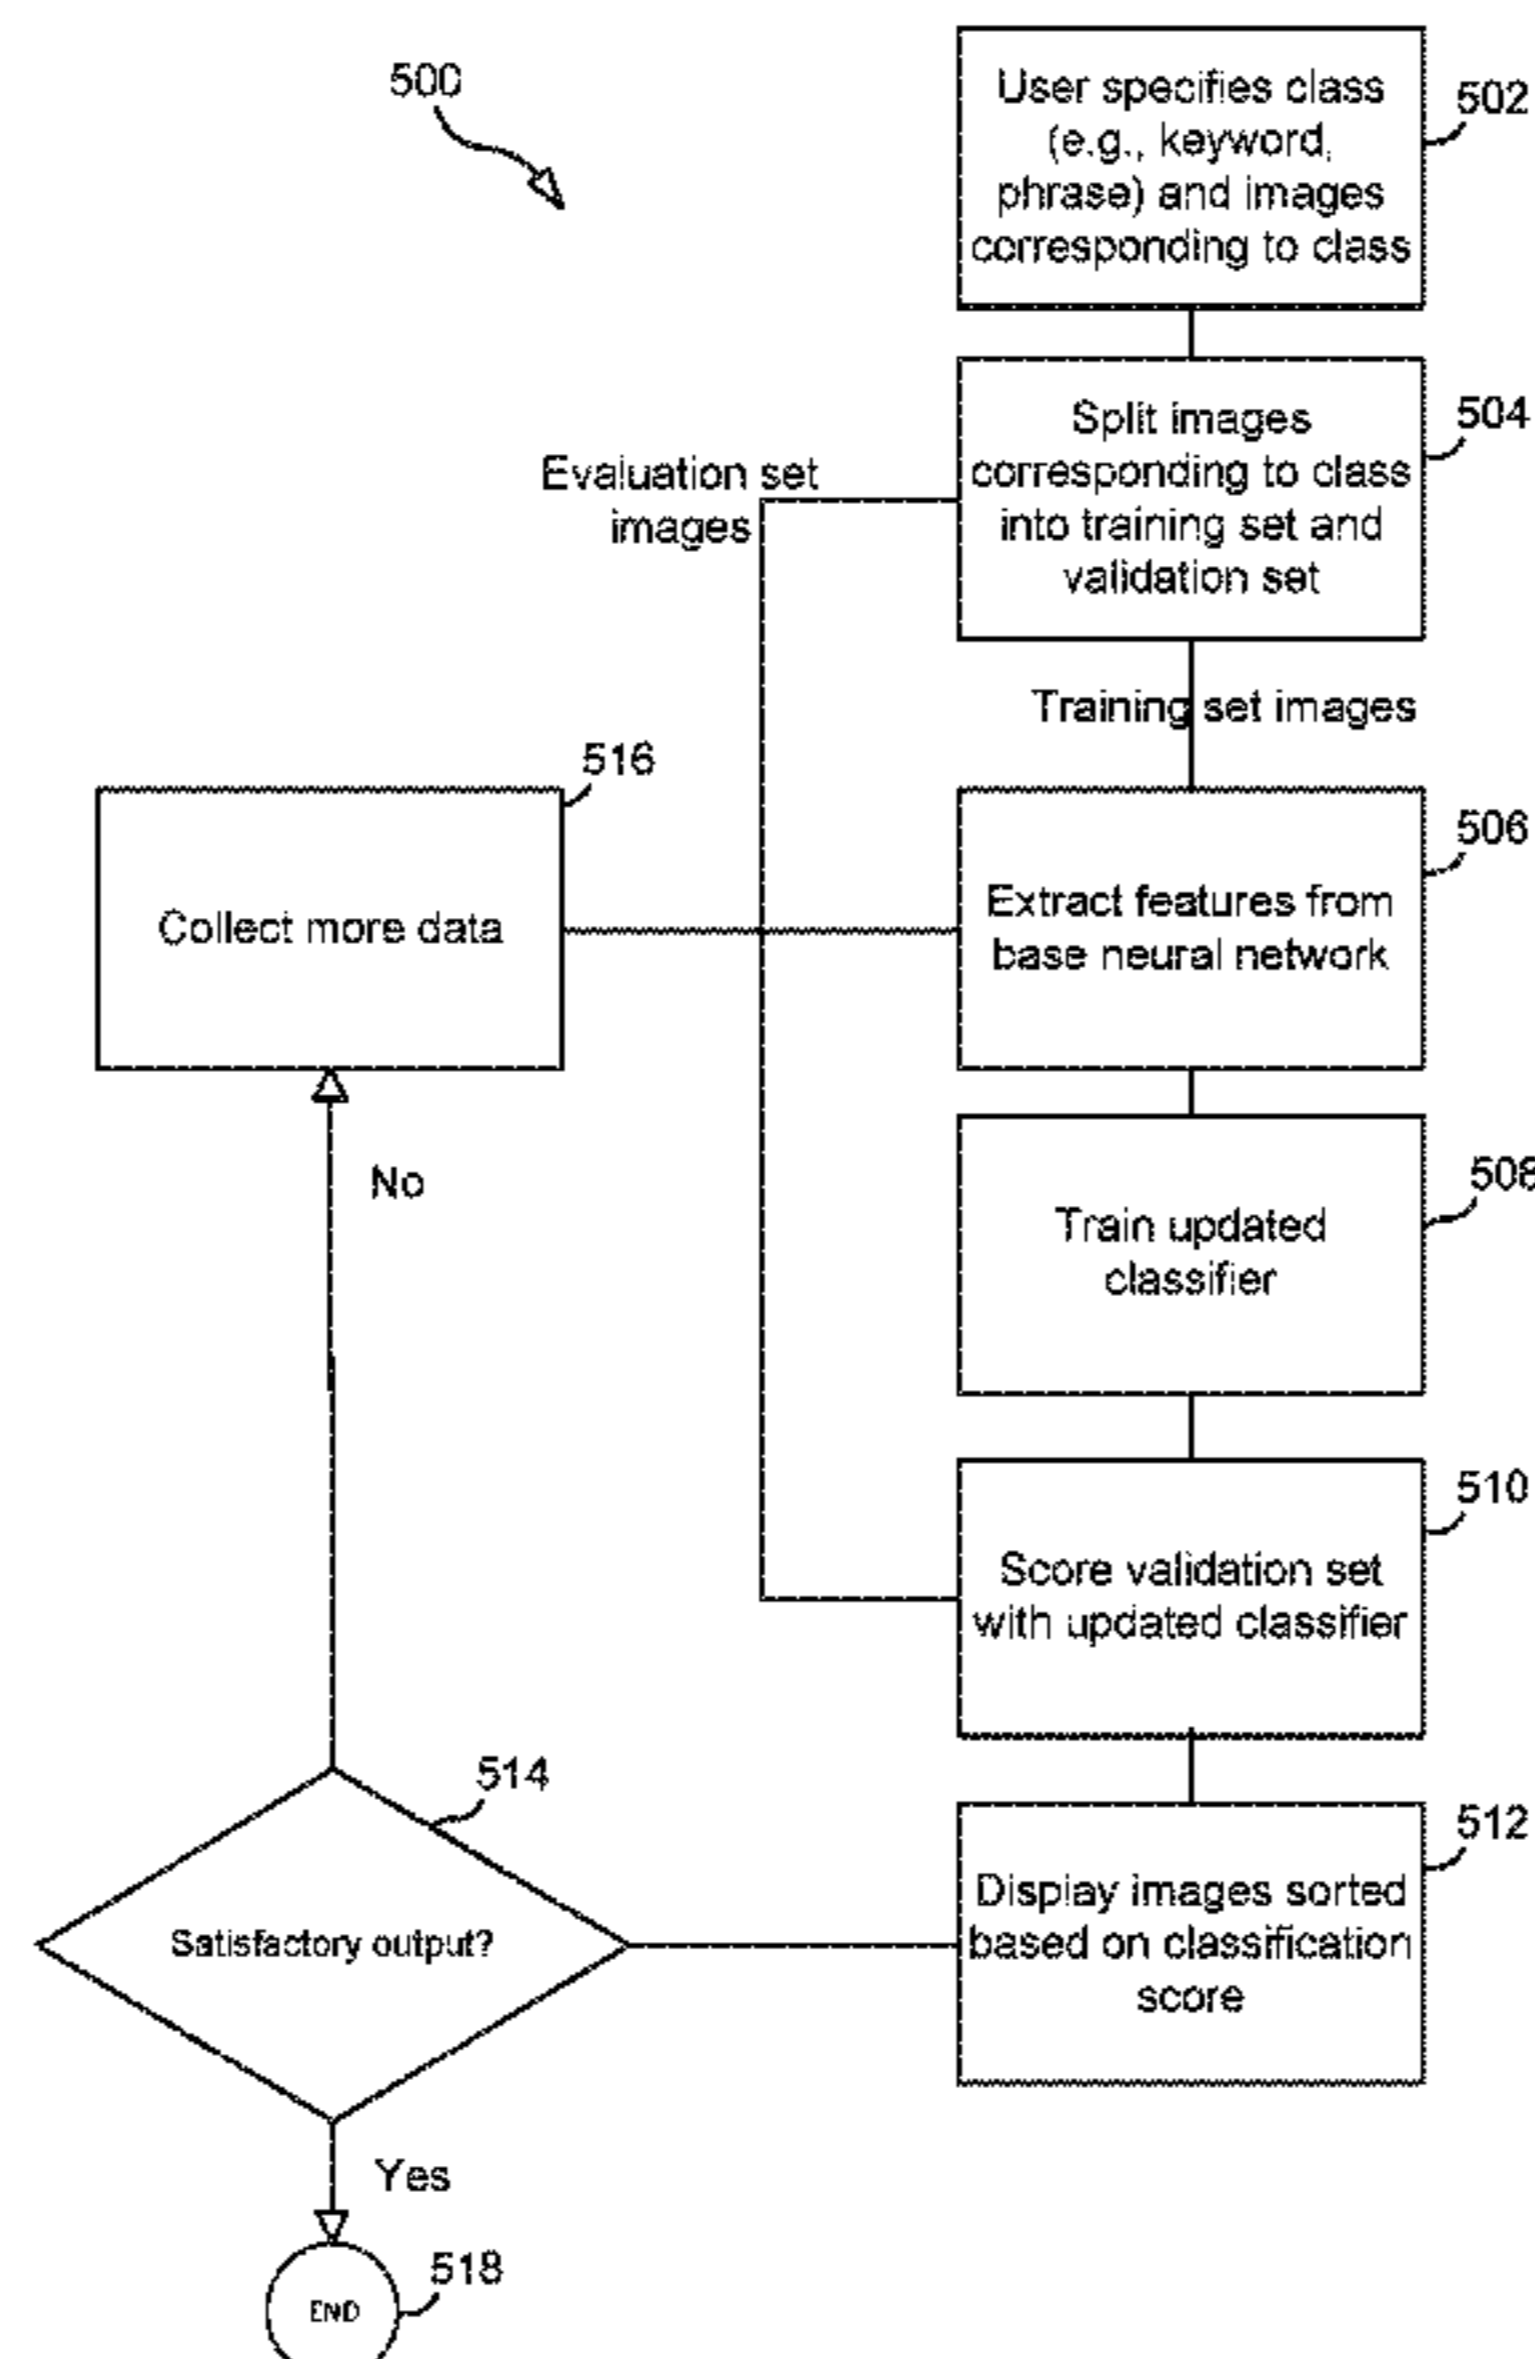 500
User specifies class
(e.g., keyword,
phrase) and images
corresponding to class
502
Split images
corresponding to class
into training set and
validation set
504
Evaluation set
images
Training set images
516
Collect more data
Extract features from
base neural network
506
No
Train updated
classifier
508
Score validation set
with updated classifier
510
514
Satisfactory output?
Display images sorted
based on classification
score
512
Yes
END
518